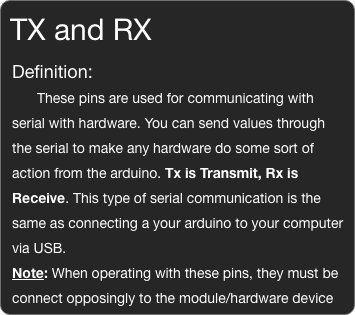 TX and RX
Definition:
These pins are used for communicating with
serial with hardware. You can send values through
the serial to make any hardware do some sort of
action from the arduino. Tx is Transmit, Rx is
Receive. This type of serial communication is the
same as connecting a your arduino to your computer
via USB.
Note: When operating with these pins, they must be
connect opposingly to the module/hardware device